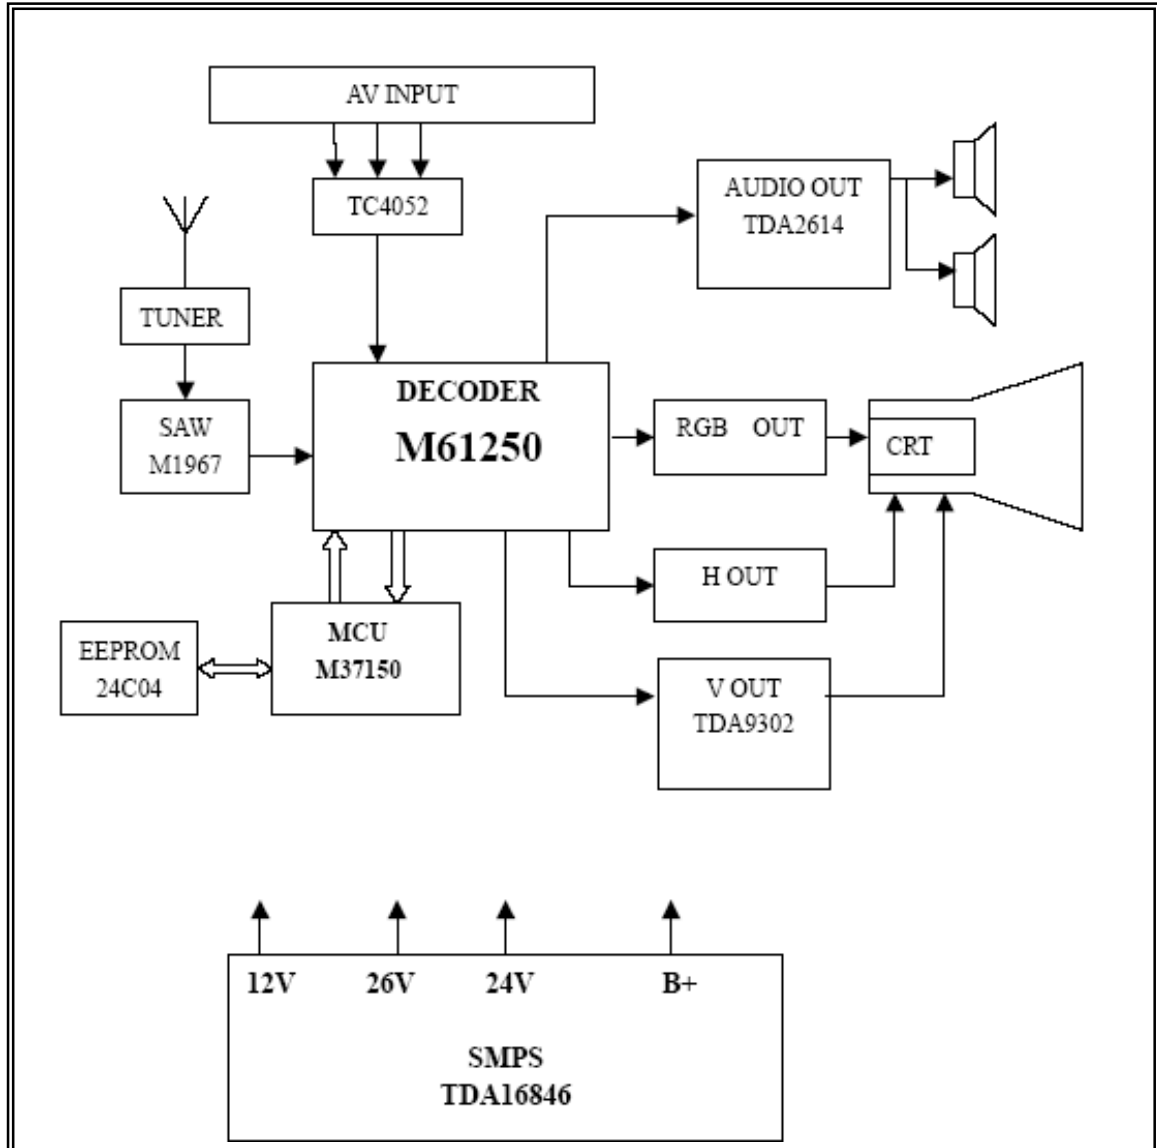 AV INPUT
TC4052
AUDIO OUT
TDA2614
TUNER
SAW
M1967
DECODER
M61250
RGB OUT
CRT
H OUT
MCU
M37150
EEPROM
24C04
V OUT
TDA9302
12V 26V 24V B+
SMPS
TDA16846